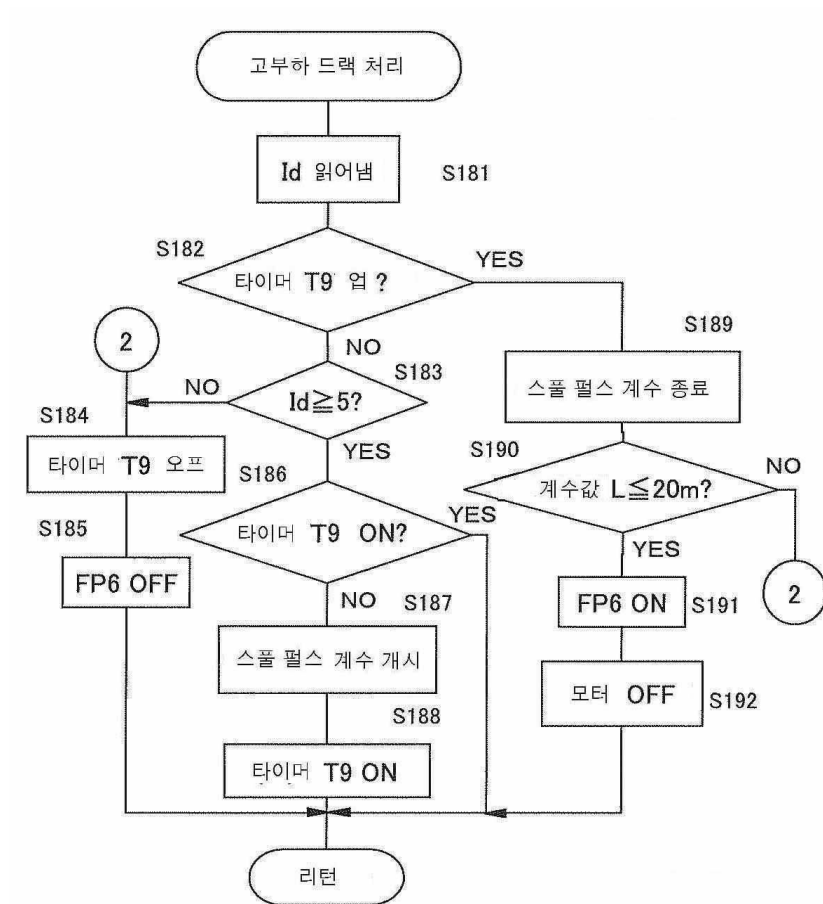 고부하 드랙 처리
Id 읽어냄
S181
S182
타이머 T9 업 ?
YES
NO
2
S189
스풀 펄스 계수 종료
S183
Id≧5?
NO
YES
S184
타이머 T9 오프
S190
계수값 L≦20m?
NO
YES
S186
타이머 T9 ON?
YES
NO
S185
FP6 OFF
FP6 ON
S191
2
S187
스풀 펄스 계수 개시
모터 OFF
S192
S188
타이머 T9 ON
리턴